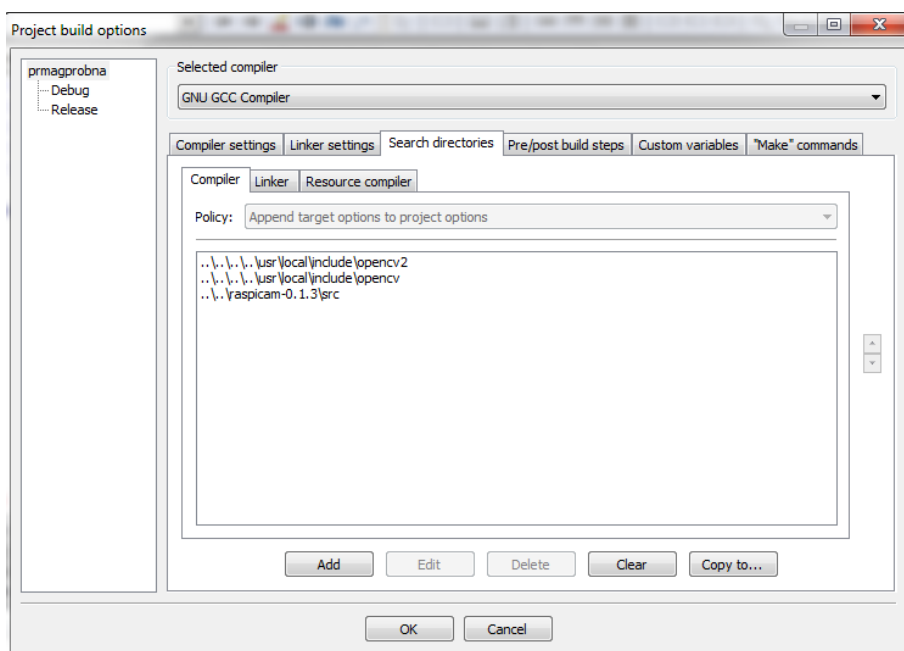 Project build options
prmagprobna
Debug
Release
Selected compiler
GNU GCC Compiler
Compiler settings Linker settings Search directories Pre/post build steps Custom variables "Make" commands
Compiler Linker Resource compiler
Policy: Append target options to project options
..\..\..\..\usr\local\include\opencv2
..\..\..\..\usr\local\include\opencv
..\..\raspicam-0.1.3\src
Add Edit Delete Clear Copy to...
OK Cancel